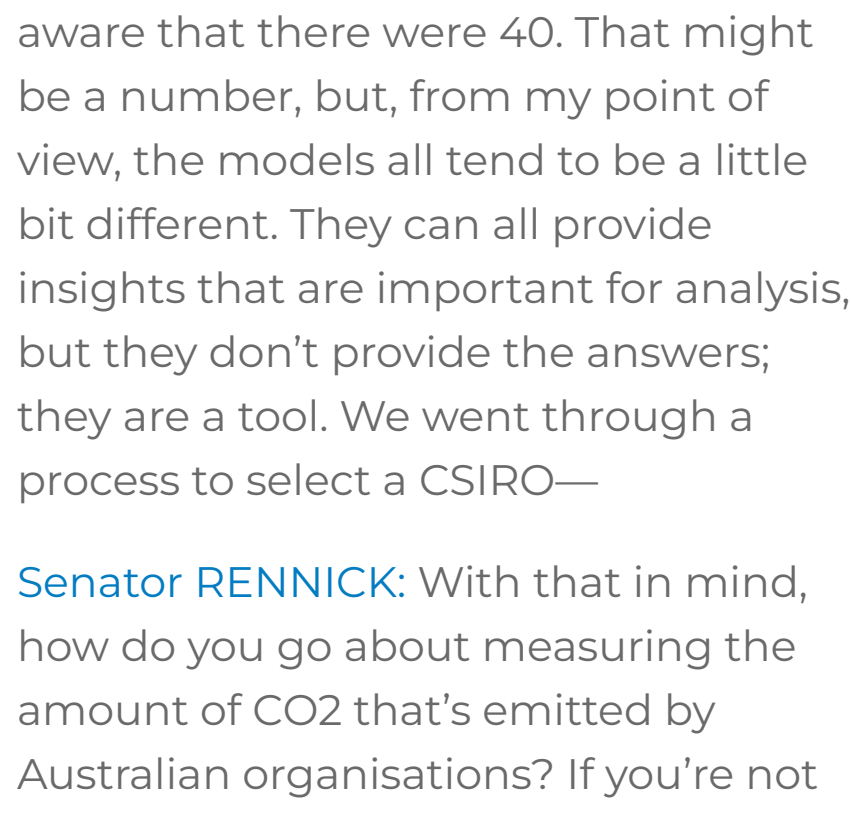 aware that there were 40. That might
be a number, but, from my point of
view, the models all tend to be a little
bit different. They can all provide
insights that are important for analysis,
but they don’t provide the answers;
they are a tool. We went through a
process to select a CSIRO—
Senator RENNICK: With that in mind,
how do you go about measuring the
amount of CO2 that’s emitted by
Australian organisations? If you’re not